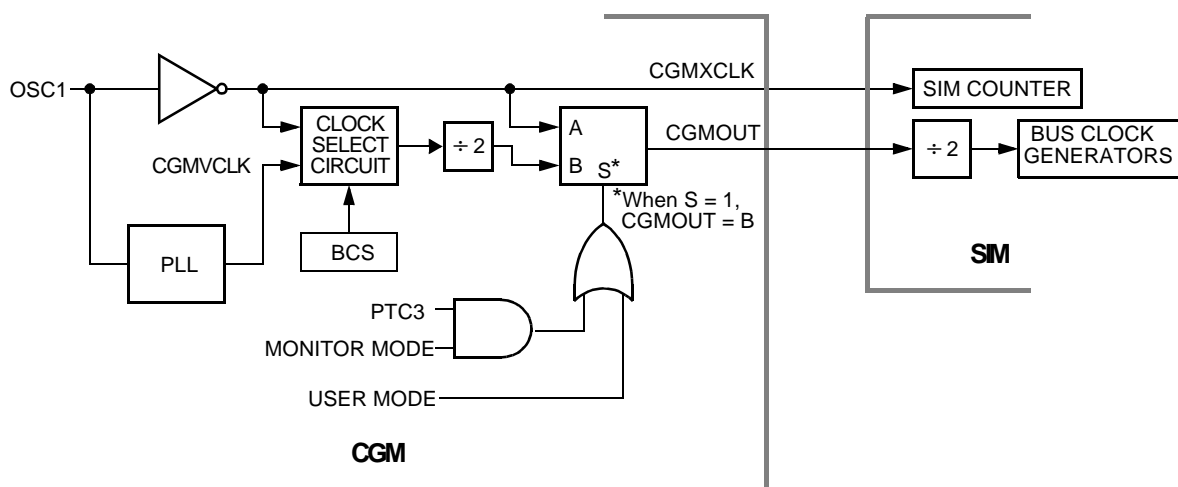 OSC1
CGMXCLK
SIM COUNTER
CLOCK
SELECT
CIRCUIT
÷ 2
A
B S*
CGMOUT
÷ 2
BUS CLOCK
GENERATORS
CGMVCLK
*When S = 1,
CGMOUT = B
PLL
BCS
SIM
PTC3
MONITOR MODE
USER MODE
CGM